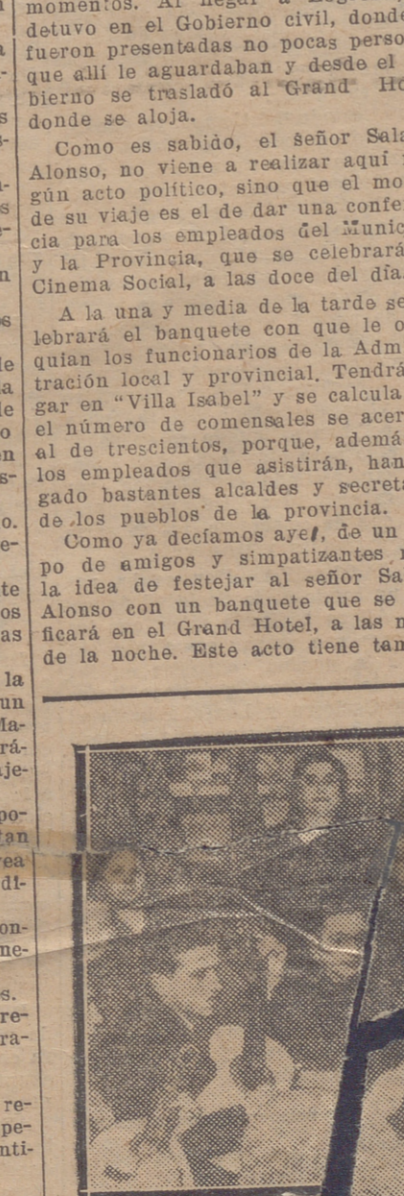 momentos. Al llegar a
detuvo en el Gobierno civil, dond
fueron presentadas no pocas perso
que allí le aguardaban y desde el
bierno se trasladó al Grand Ho
donde se aloja.
Como es sabido, el señor Sala
Alonso, no viene a realizar aquí
gún acto político, sino que el mo
de su viaje es el de dar una confe
cia para los empleados del Munic
y la Provincia, que se celebrará
Cinema Social, a las doce del día
A la una y media de la tarde se
lebrará el banquete con que le o
quian los funcionarios de la Adm
tración local y provincial. Tendrá
gar en "Villa Isabel" y se calcula
el número de comensales se acer
al de trescientos, porque, ademá
los empleados que asistirán, han
gado bastantes alcaldes y secreta
de los pueblos de la provincia.
Como ya decíamos ayer, de un
po de amigos y simpatizantes
la idea de festejar al señor Sa
Alonso con un banquete que se
ficará en el Grand Hotel, a las n
de la noche. Este acto tiene tam